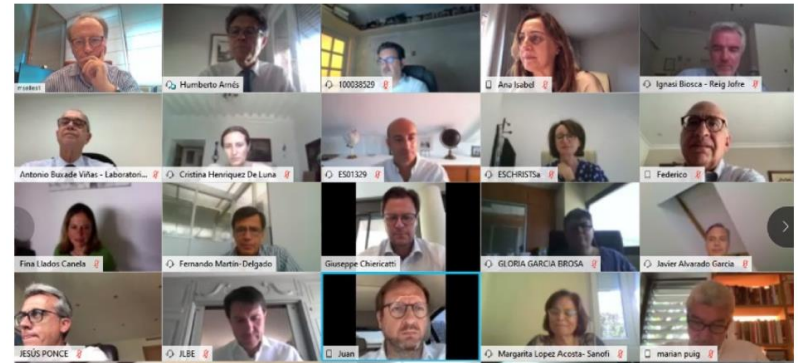 Humberto Arnés
100038529
Ana Isabel
Ignasi Biosca - Reig Jofre
Antonio Buxade Viñas - Laboratori...
Cristina Henriquez De Luna
ES01329
ESCHRISTSa
Federico
Fina Llados Canela
Fernando Martín-Delgado
Giuseppe Chiericatti
GLORIA GARCIA BROSA
Javier Alvarado Garcia
JESÚS PONCE
JLBE
Juan
Margarita Lopez Acosta- Sanofi
marian puig